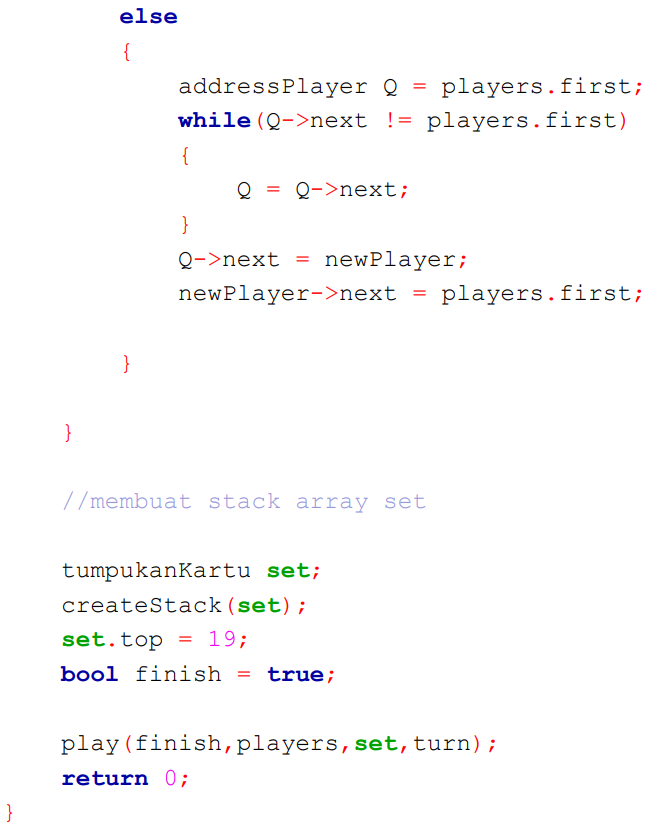 else
{
addressPlayer Q = players.first;
while(Q->next != players.first)
{
Q = Q->next;
}
Q->next = newPlayer;
newPlayer->next = players.first;
}
}
//membuat stack array set
tumpukanKartu set;
createStack(set);
set.top = 19;
bool finish = true;
play(finish,players,set,turn);
return 0;
}